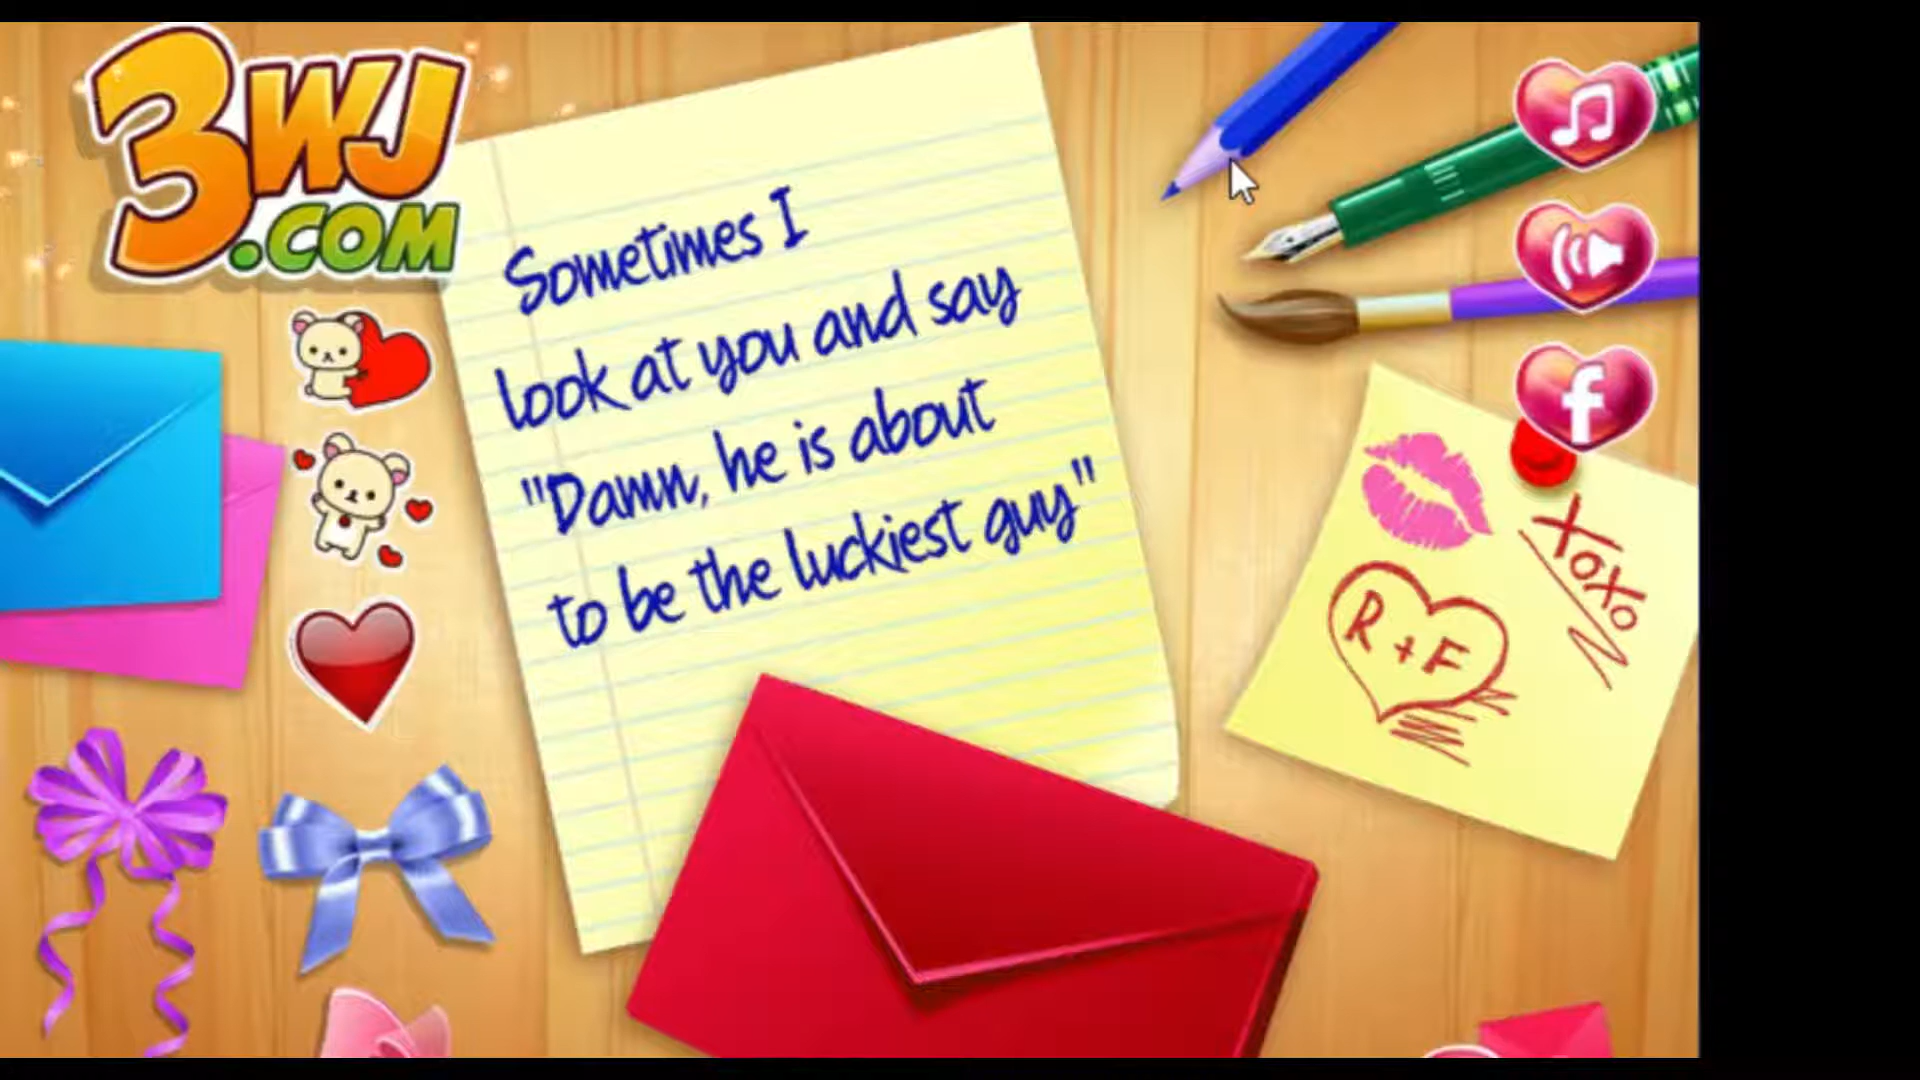 3WJ
.COM
Sometimes I
look at you and say
"Damn, he is about
to be the luckiest guy"
XOXO
R + F
f